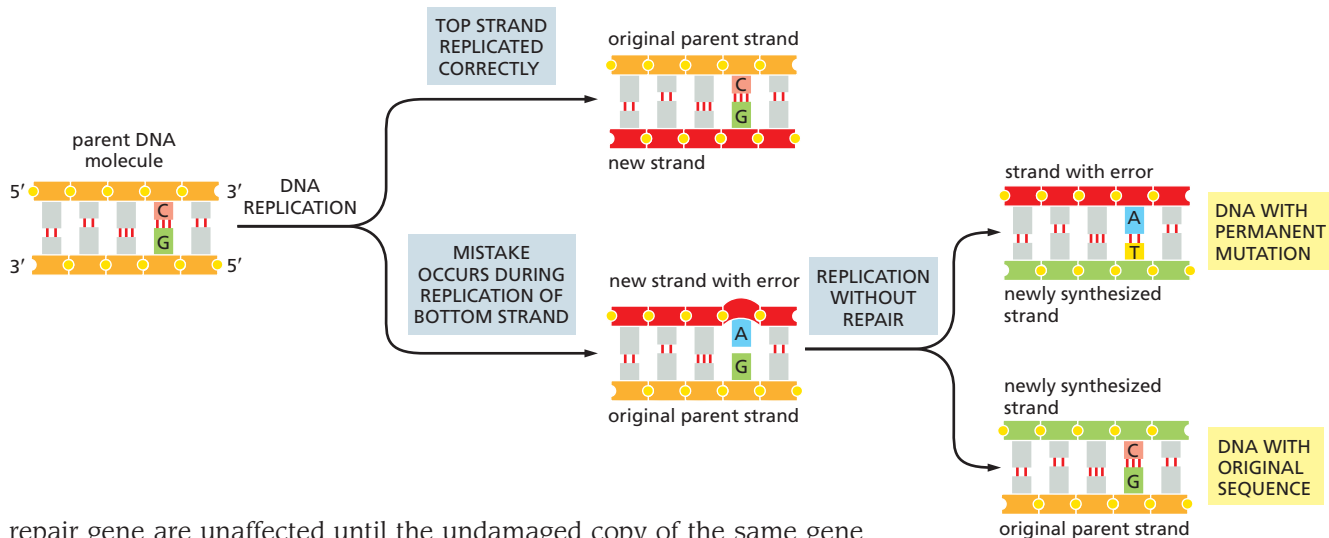 TOP STRAND
REPLICATED
CORRECTLY
original parent strand
C
G
new strand
parent DNA
molecule
5′
3′
C
G
3′
5′
DNA
REPLICATION
MISTAKE
OCCURS DURING
REPLICATION OF
BOTTOM STRAND
new strand with error
A
G
original parent strand
REPLICATION
WITHOUT
REPAIR
strand with error
A
T
newly synthesized
strand
DNA WITH
PERMANENT
MUTATION
newly synthesized
strand
C
G
original parent strand
DNA WITH
ORIGINAL
SEQUENCE
repair gene are unaffected until the undamaged copy of the same gene